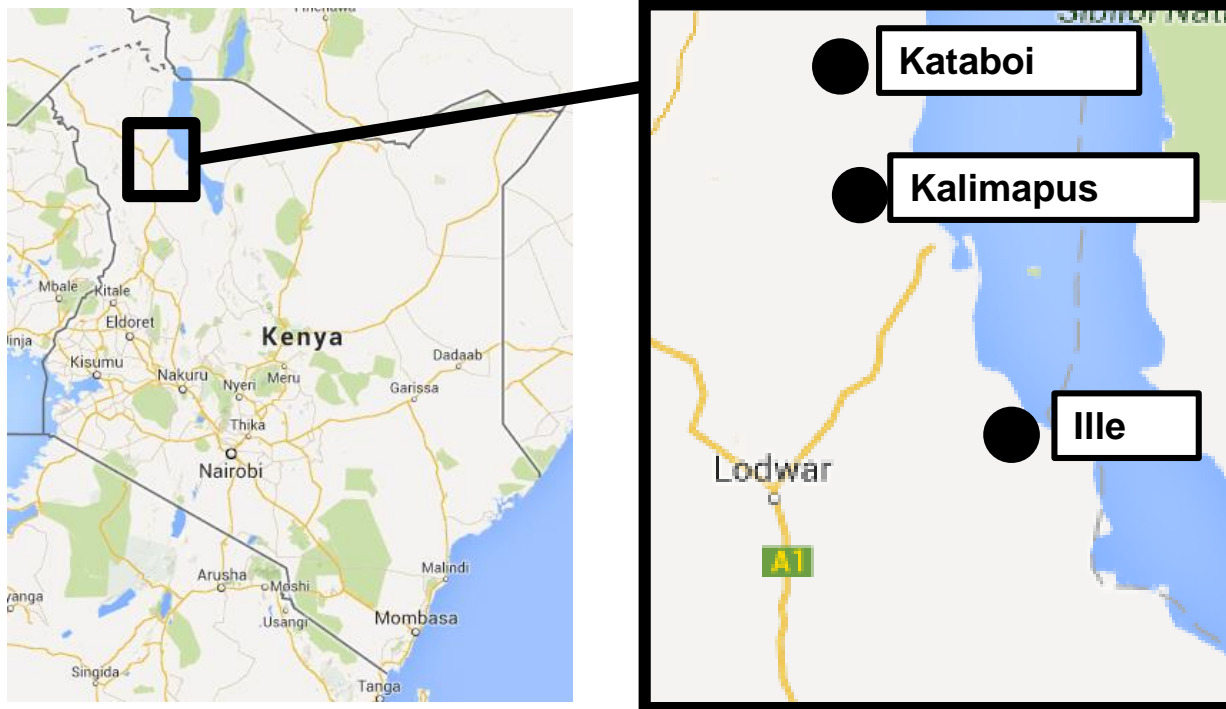 Mbale
Kitale
Eldoret
Kenya
Kisumu
Nakuru
Nyeri
Meru
Dadaab
Garissa
Thika
Nairobi
Arusha
Moshi
Usangi
Malindi
Mombasa
Singida
Tanga
Kataboi
Kalimapus
Ille
Lodwar
A1